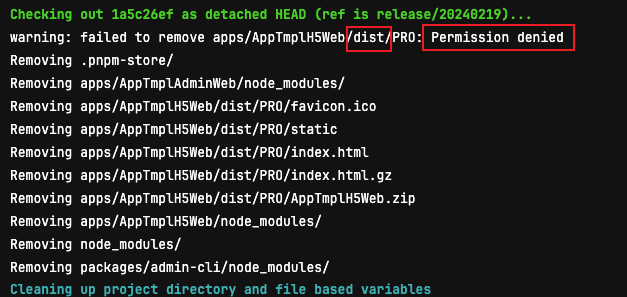 Checking out 1a5c26ef as detached HEAD (ref is release/20240219)...
warning: failed to remove apps/AppTmplH5Web/dist/PRO: Permission denied
Removing .pnpm-store/
Removing apps/AppTmplAdminWeb/node_modules/
Removing apps/AppTmplH5Web/dist/PRO/favicon.ico
Removing apps/AppTmplH5Web/dist/PRO/static
Removing apps/AppTmplH5Web/dist/PRO/index.html
Removing apps/AppTmplH5Web/dist/PRO/index.html.gz
Removing apps/AppTmplH5Web/dist/PRO/AppTmplH5Web.zip
Removing apps/AppTmplH5Web/node_modules/
Removing node_modules/
Removing packages/admin-cli/node_modules/
Cleaning up project directory and file based variables